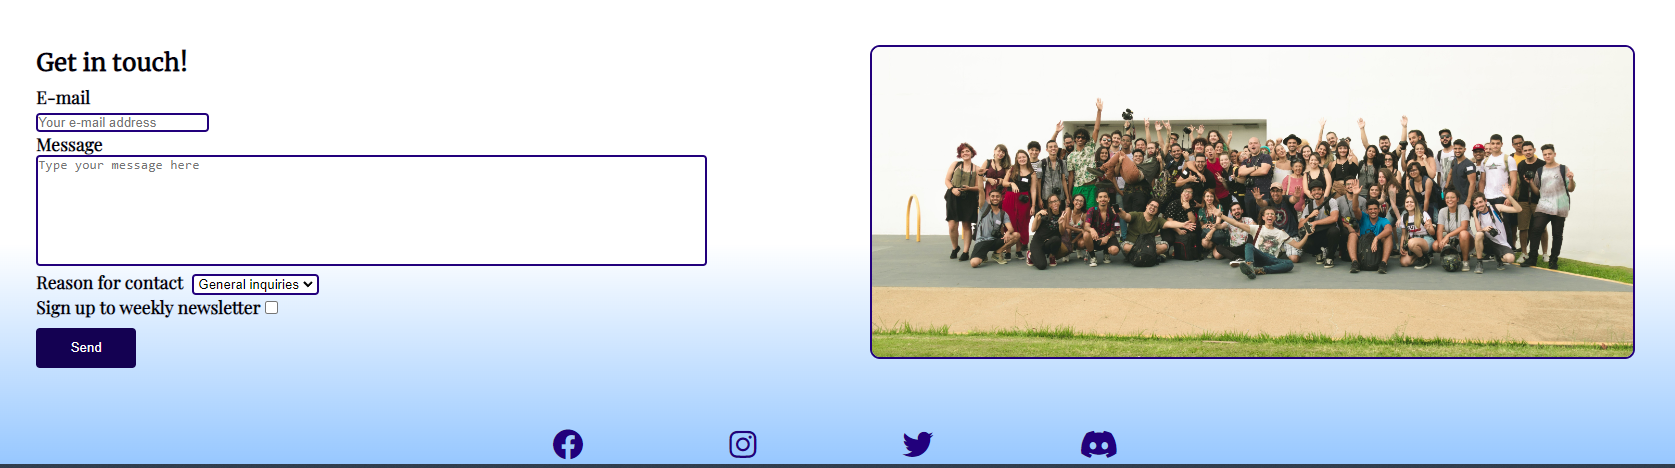 Get in touch!
E-mail
Your e-mail address
Message
Type your message here
Reason for contact General inquiries
Sign up to weekly newsletter
Send